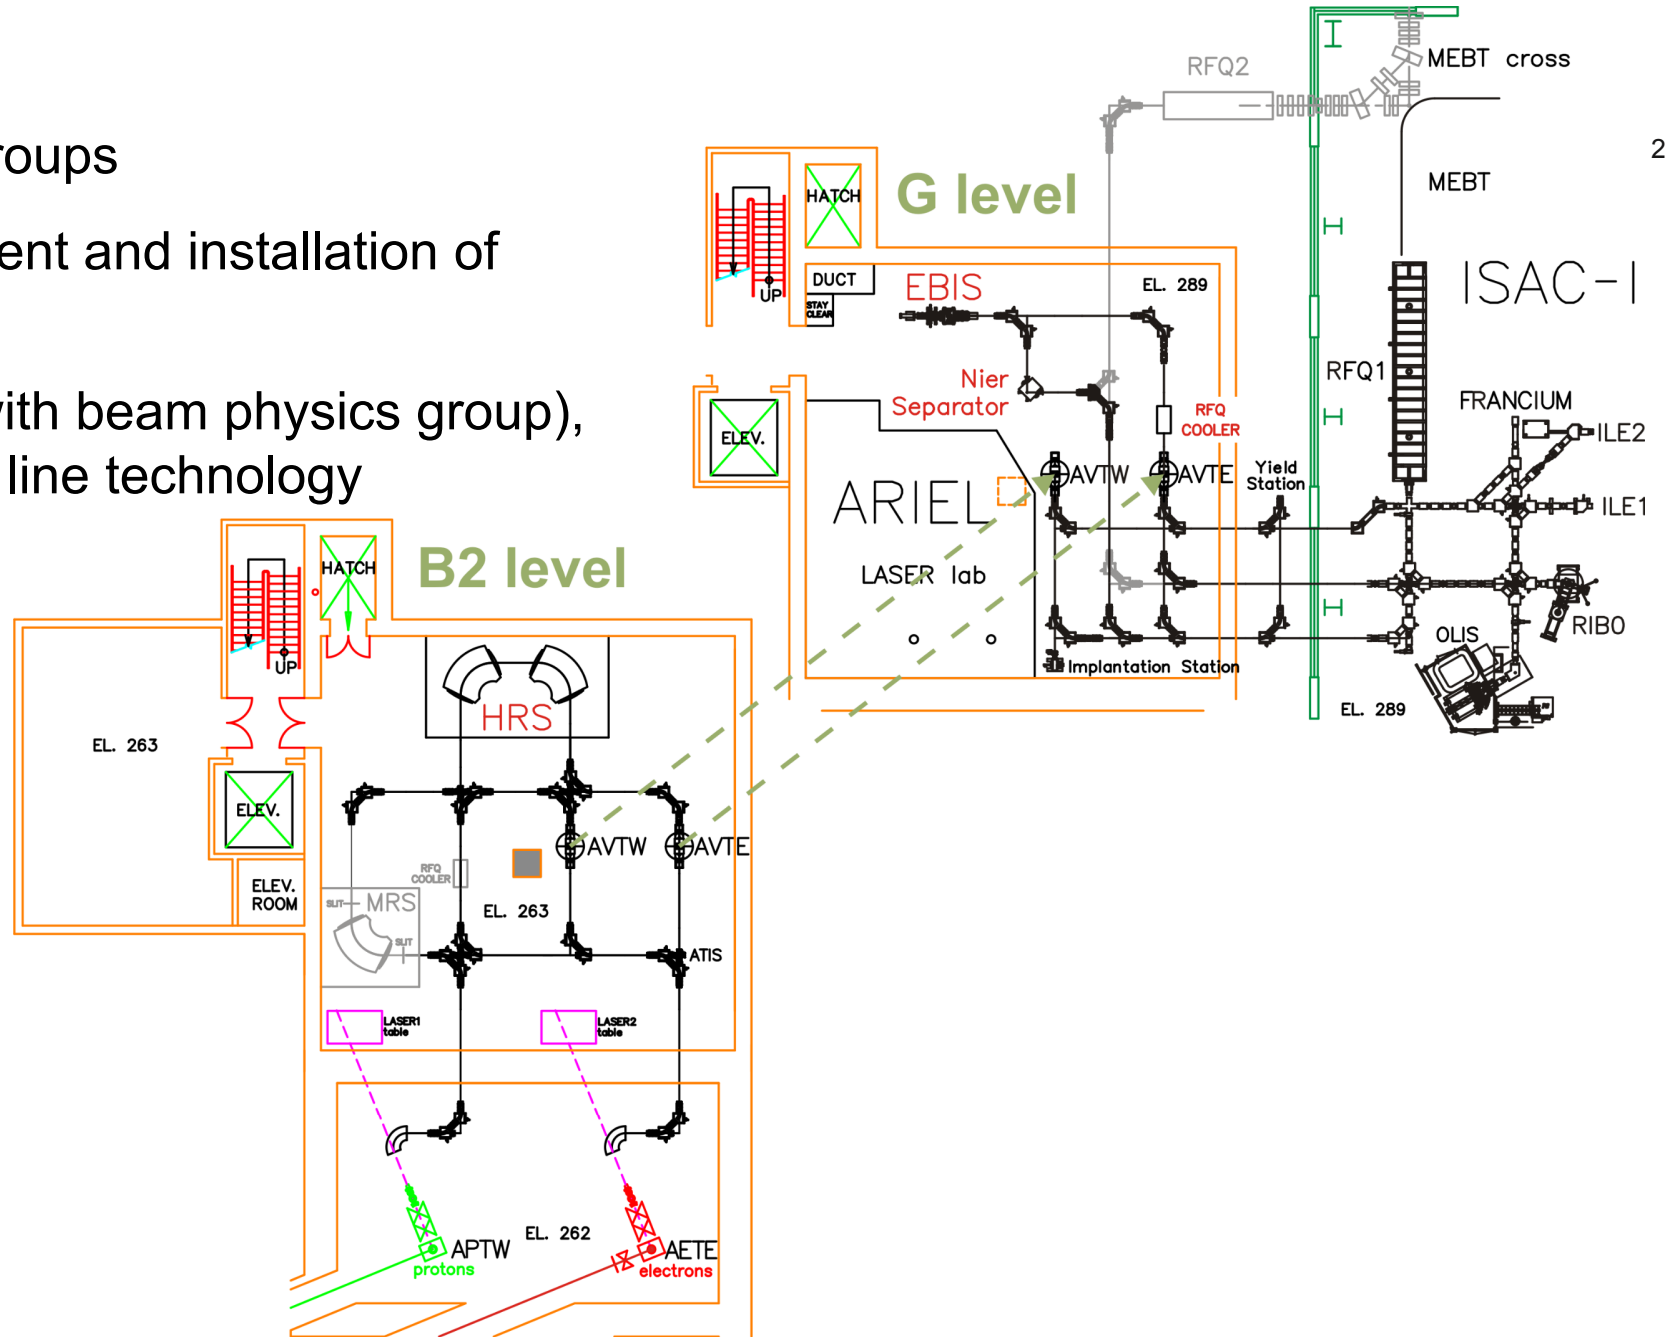 roups
ent and installation of
with beam physics group),
line technology
2
RFQ2
MEBT cross
MEBT
ISAC-I
G level
HATCH
UP
DUCT
STAY
CLEAR
EBIS
EL. 289
Nier
Separator
RFQ
COOLER
RFQ1
FRANCIUM
ILE2
ILE1
ELEV.
ARIEL
AVTW
AVTE
Yield
Station
LASER lab
Implantation Station
OLIS
RIBO
EL. 289
B2 level
HATCH
UP
HRS
EL. 263
ELEV.
AVTW
AVTE
RFQ
COOLER
ELEV.
ROOM
SLIT
MRS
SLIT
EL. 263
ATIS
LASER1
table
LASER2
table
EL. 262
APTW
protons
AETE
electrons